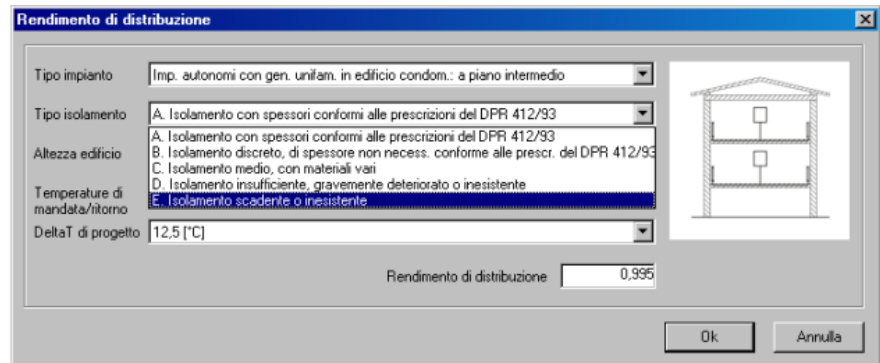 Rendimento di distribuzione
Tipo impianto
Imp. autonomi con gen. unifam. in edificio condom.: a piano intermedio
Tipo isolamento
A. Isolamento con spessori conformi alle prescrizioni del DPR 412/93
A. Isolamento con spessori conformi alle prescrizioni del DPR 412/93
B. Isolamento discreto, di spessore non necess. conforme alle prescr. del DPR 412/93
Altezza edificio
C. Isolamento medio, con materiali vari
D. Isolamento insufficiente, gravemente deteriorato o inesistente
Temperature di
mandata/ritorno
E. Isolamento scadente o inesistente
DeltaT di progetto
12,5 [°C]
Rendimento di distribuzione
0,995
Ok
Annulla